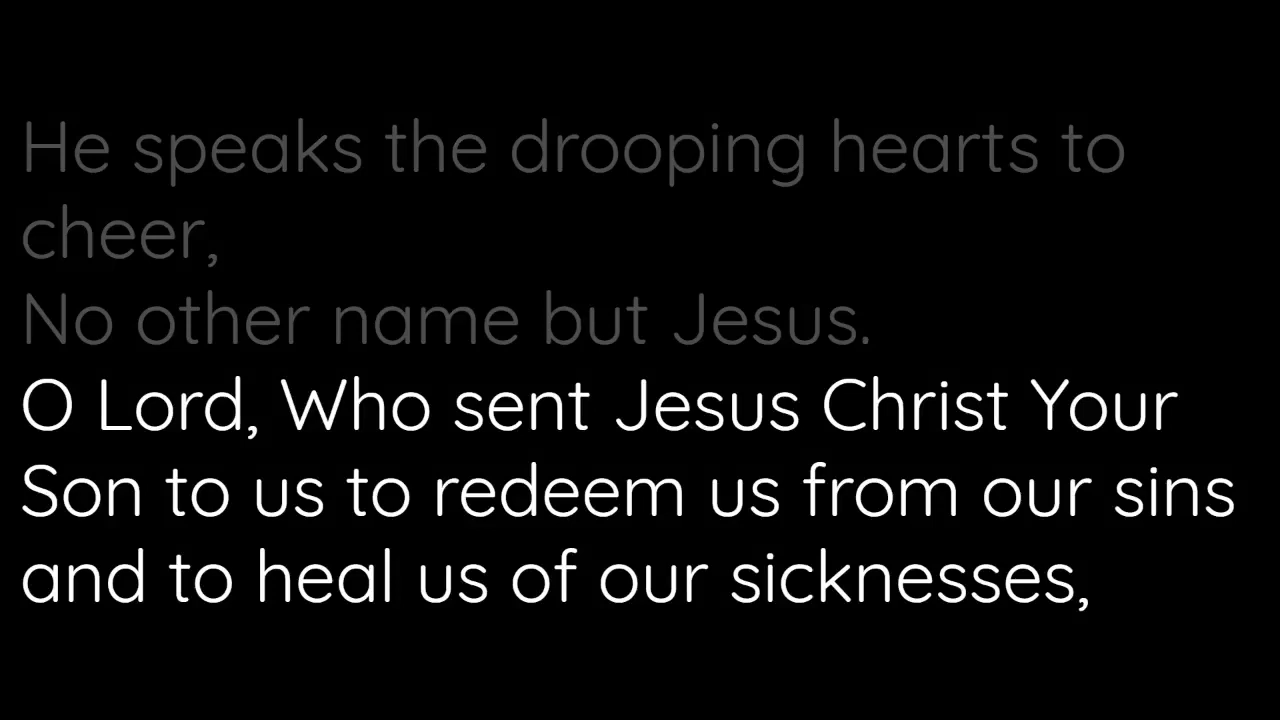 He speaks the drooping hearts to
cheer,
No other name but Jesus.
O Lord, Who sent Jesus Christ Your
Son to us to redeem us from our sins
and to heal us of our sicknesses,